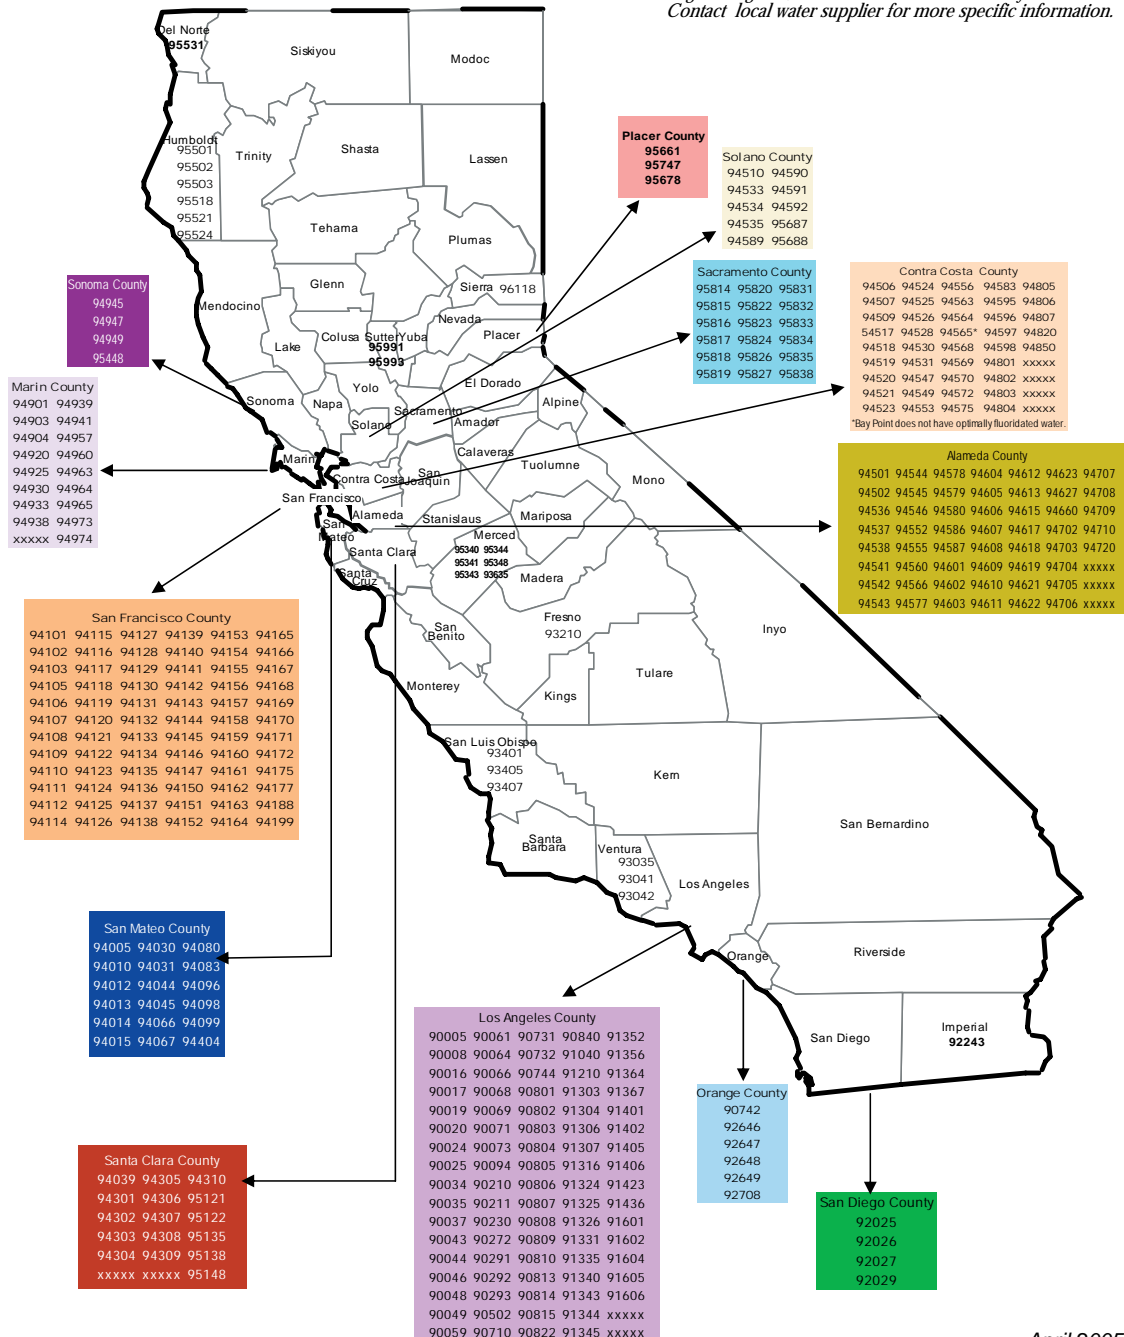 Contact local water supplier for more specific information.
Del Norte
95531
Siskiyou
Modoc
Humboldt
95501
95502
95503
95518
95521
95524
Trinity
Shasta
Lassen
Tehama
Plumas
Glenn
Sierra 96118
Mendocino
Lake
Colusa
Sutter
Yuba
95991
95993
Nevada
Placer
Yolo
El Dorado
Sonoma
Napa
Solano
Sacramento
Amador
Alpine
Marin
Contra Costa
San
Joaquin
Calaveras
Tuolumne
Mono
San Francisco
Alameda
Stanislaus
Mariposa
San
Mateo
Santa Clara
Merced
95340 95344
95341 95348
95343 93635
Santa
Cruz
Madera
San
Benito
Fresno
93210
Inyo
Monterey
Kings
Tulare
San Luis Obispo
93401
93405
93407
Kern
San Bernardino
Santa
Barbara
Ventura
93035
93041
93042
Los Angeles
Orange
Riverside
San Diego
Imperial
92243
Placer County
95661
95747
95678
Solano County
94510 94590
94533 94591
94534 94592
94535 95687
94589 95688
Sacramento County
95814 95820 95831
95815 95822 95832
95816 95823 95833
95817 95824 95834
95818 95826 95835
95819 95827 95838
Contra Costa County
94506 94524 94556 94583 94805
94507 94525 94563 94595 94806
94509 94526 94564 94596 94807
54517 94528 94565* 94597 94820
94518 94530 94568 94598 94850
94519 94531 94569 94801 xxxxx
94520 94547 94570 94802 xxxxx
94521 94549 94572 94803 xxxxx
94523 94553 94575 94804 xxxxx
*Bay Point does not have optimally fluoridated water.
Sonoma County
94945
94947
94949
95448
Marin County
94901 94939
94903 94941
94904 94957
94920 94960
94925 94963
94930 94964
94933 94965
94938 94973
xxxxx 94974
Alameda County
94501 94544 94578 94604 94612 94623 94707
94502 94545 94579 94605 94613 94627 94708
94536 94546 94580 94606 94615 94660 94709
94537 94552 94586 94607 94617 94702 94710
94538 94555 94587 94608 94618 94703 94720
94541 94560 94601 94609 94619 94704 xxxxx
94542 94566 94602 94610 94621 94705 xxxxx
94543 94577 94603 94611 94622 94706 xxxxx
San Francisco County
94101 94115 94127 94139 94153 94165
94102 94116 94128 94140 94154 94166
94103 94117 94129 94141 94155 94167
94105 94118 94130 94142 94156 94168
94106 94119 94131 94143 94157 94169
94107 94120 94132 94144 94158 94170
94108 94121 94133 94145 94159 94171
94109 94122 94134 94146 94160 94172
94110 94123 94135 94147 94161 94175
94111 94124 94136 94150 94162 94177
94112 94125 94137 94151 94163 94188
94114 94126 94138 94152 94164 94199
San Mateo County
94005 94030 94080
94010 94031 94083
94012 94044 94096
94013 94045 94098
94014 94066 94099
94015 94067 94404
Santa Clara County
94039 94305 94310
94301 94306 95121
94302 94307 95122
94303 94308 95135
94304 94309 95138
xxxxx xxxxx 95148
Los Angeles County
90005 90061 90731 90840 91352
90008 90064 90732 91040 91356
90016 90066 90744 91210 91364
90017 90068 90801 91303 91367
90019 90069 90802 91304 91401
90020 90071 90803 91306 91402
90024 90073 90804 91307 91405
90025 90094 90805 91316 91406
90034 90210 90806 91324 91423
90035 90211 90807 91325 91436
90037 90230 90808 91326 91601
90043 90272 90809 91331 91602
90044 90291 90810 91335 91604
90046 90292 90813 91340 91605
90048 90293 90814 91343 91606
90049 90502 90815 91344 xxxxx
90059 90710 90822 91345 xxxxx
Orange County
90742
92646
92647
92648
92649
92708
San Diego County
92025
92026
92027
92029